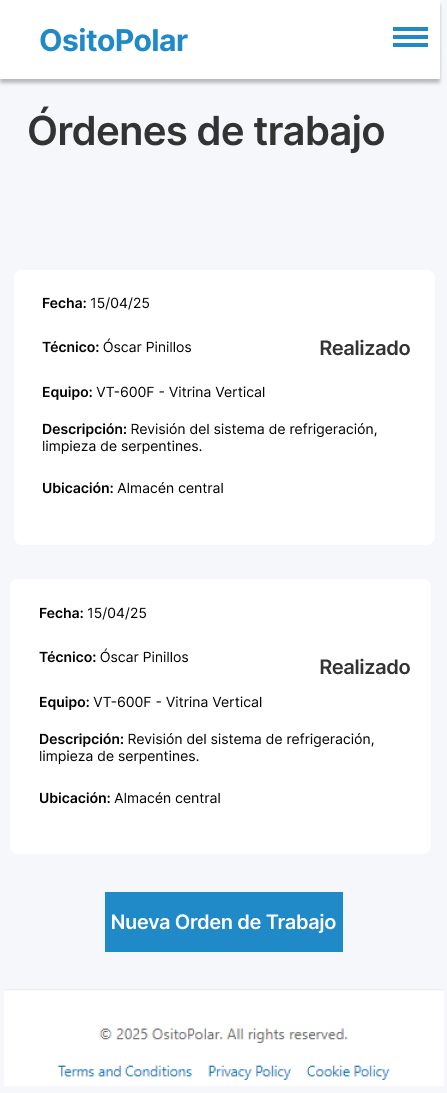 OsitoPolar
Órdenes de trabajo
Fecha: 15/04/25
Técnico: Óscar Pinillos
Realizado
Equipo: VT-600F - Vitrina Vertical
Descripción: Revisión del sistema de refrigeración,
limpieza de serpentines.
Ubicación: Almacén central
Fecha: 15/04/25
Técnico: Óscar Pinillos
Realizado
Equipo: VT-600F - Vitrina Vertical
Descripción: Revisión del sistema de refrigeración,
limpieza de serpentines.
Ubicación: Almacén central
Nueva Orden de Trabajo
© 2025 OsitoPolar. All rights reserved.
Terms and Conditions Privacy Policy Cookie Policy